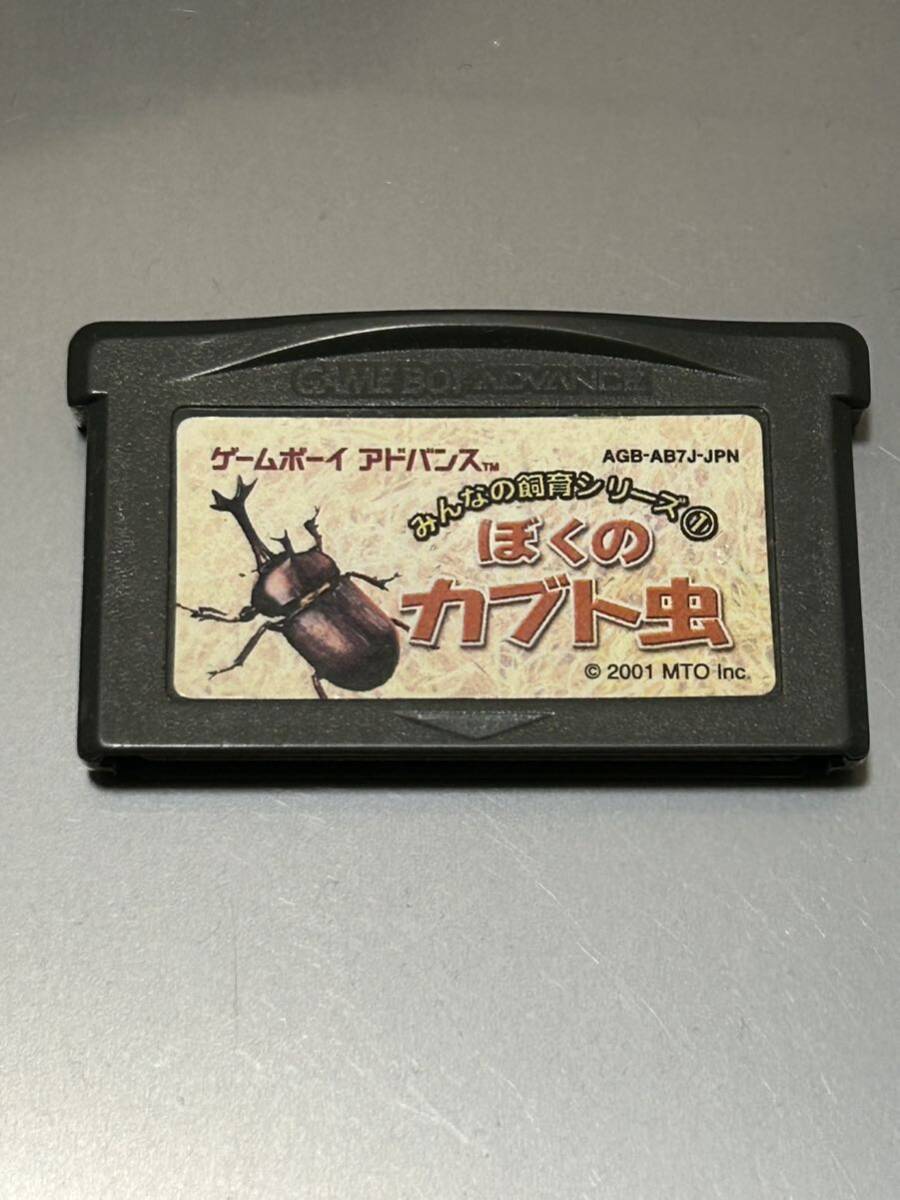 GAME BOY ADVANCE
ゲームボーイ アドバンス™
AGB-AB7J-JPN
みんなの飼育シリーズ①
ぼくの
カブト虫
© 2001 MTO Inc.